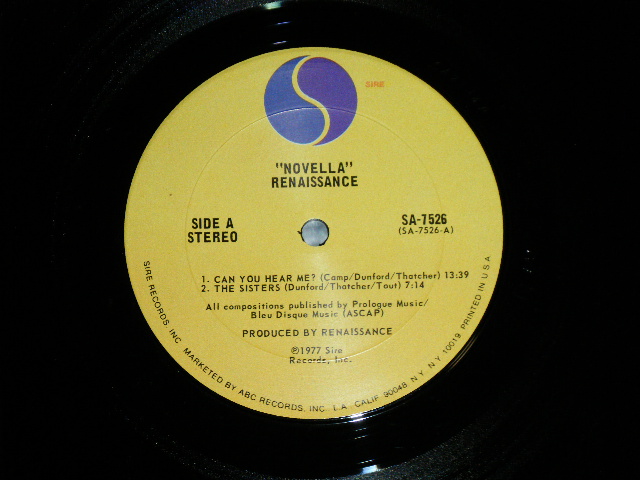 SIRE
"NOVELLA"
RENAISSANCE
SIDE A
STEREO
SA-7526
(SA-7526-A)
1. CAN YOU HEAR ME? (Camp/Dunford/Thatcher) 13:39
2. THE SISTERS (Dunford/Thatcher/Tout) 7:14
All compositions published by Prologue Music/
Bleu Disque Music (ASCAP)
PRODUCED BY RENAISSANCE
℗1977 Sire
Records, Inc.
SIRE RECORDS, INC. MARKETED BY ABC RECORDS, INC. L.A. CALIF. 90048, N.Y. N.Y. 10019 PRINTED IN U.S.A.